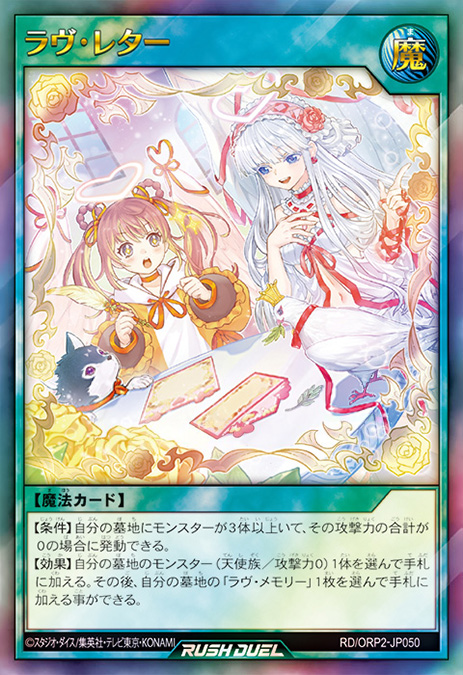 ラヴ・レター
魔
ま
【魔法カード】
【条件】自分の墓地にモンスターが3体以上いて、その攻撃力の合計が
0の場合に発動できる。
【効果】自分の墓地のモンスター(天使族/攻撃力0)1体を選んで手札
に加える。その後、自分の墓地の「ラヴ・メモリー」1枚を選んで手札に
加える事ができる。
©スタジオ・ダイス/集英社・テレビ東京・KONAMI
RUSH DUEL
RD/ORP2-JP050